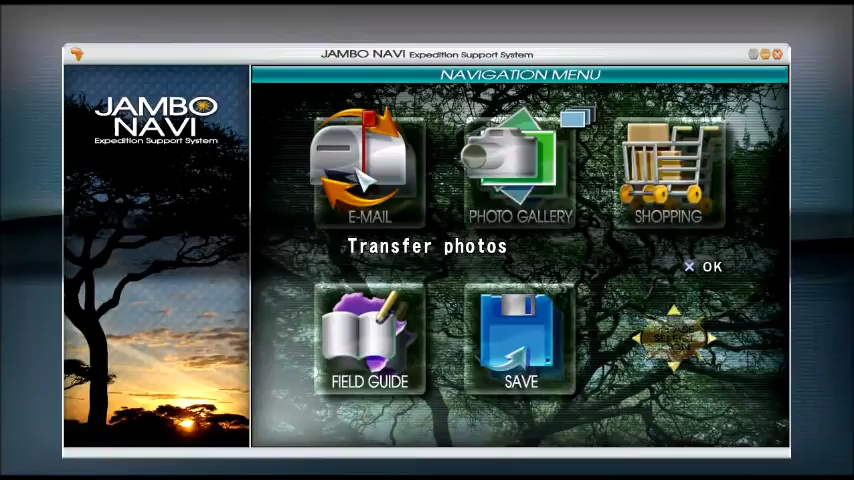 JAMBO NAVI Expedition Support System
NAVIGATION MENU
JAMBO
NAVI
Expedition Support System
E-MAIL
PHOTO GALLERY
SHOPPING
Transfer photos
OK
FIELD GUIDE
SAVE